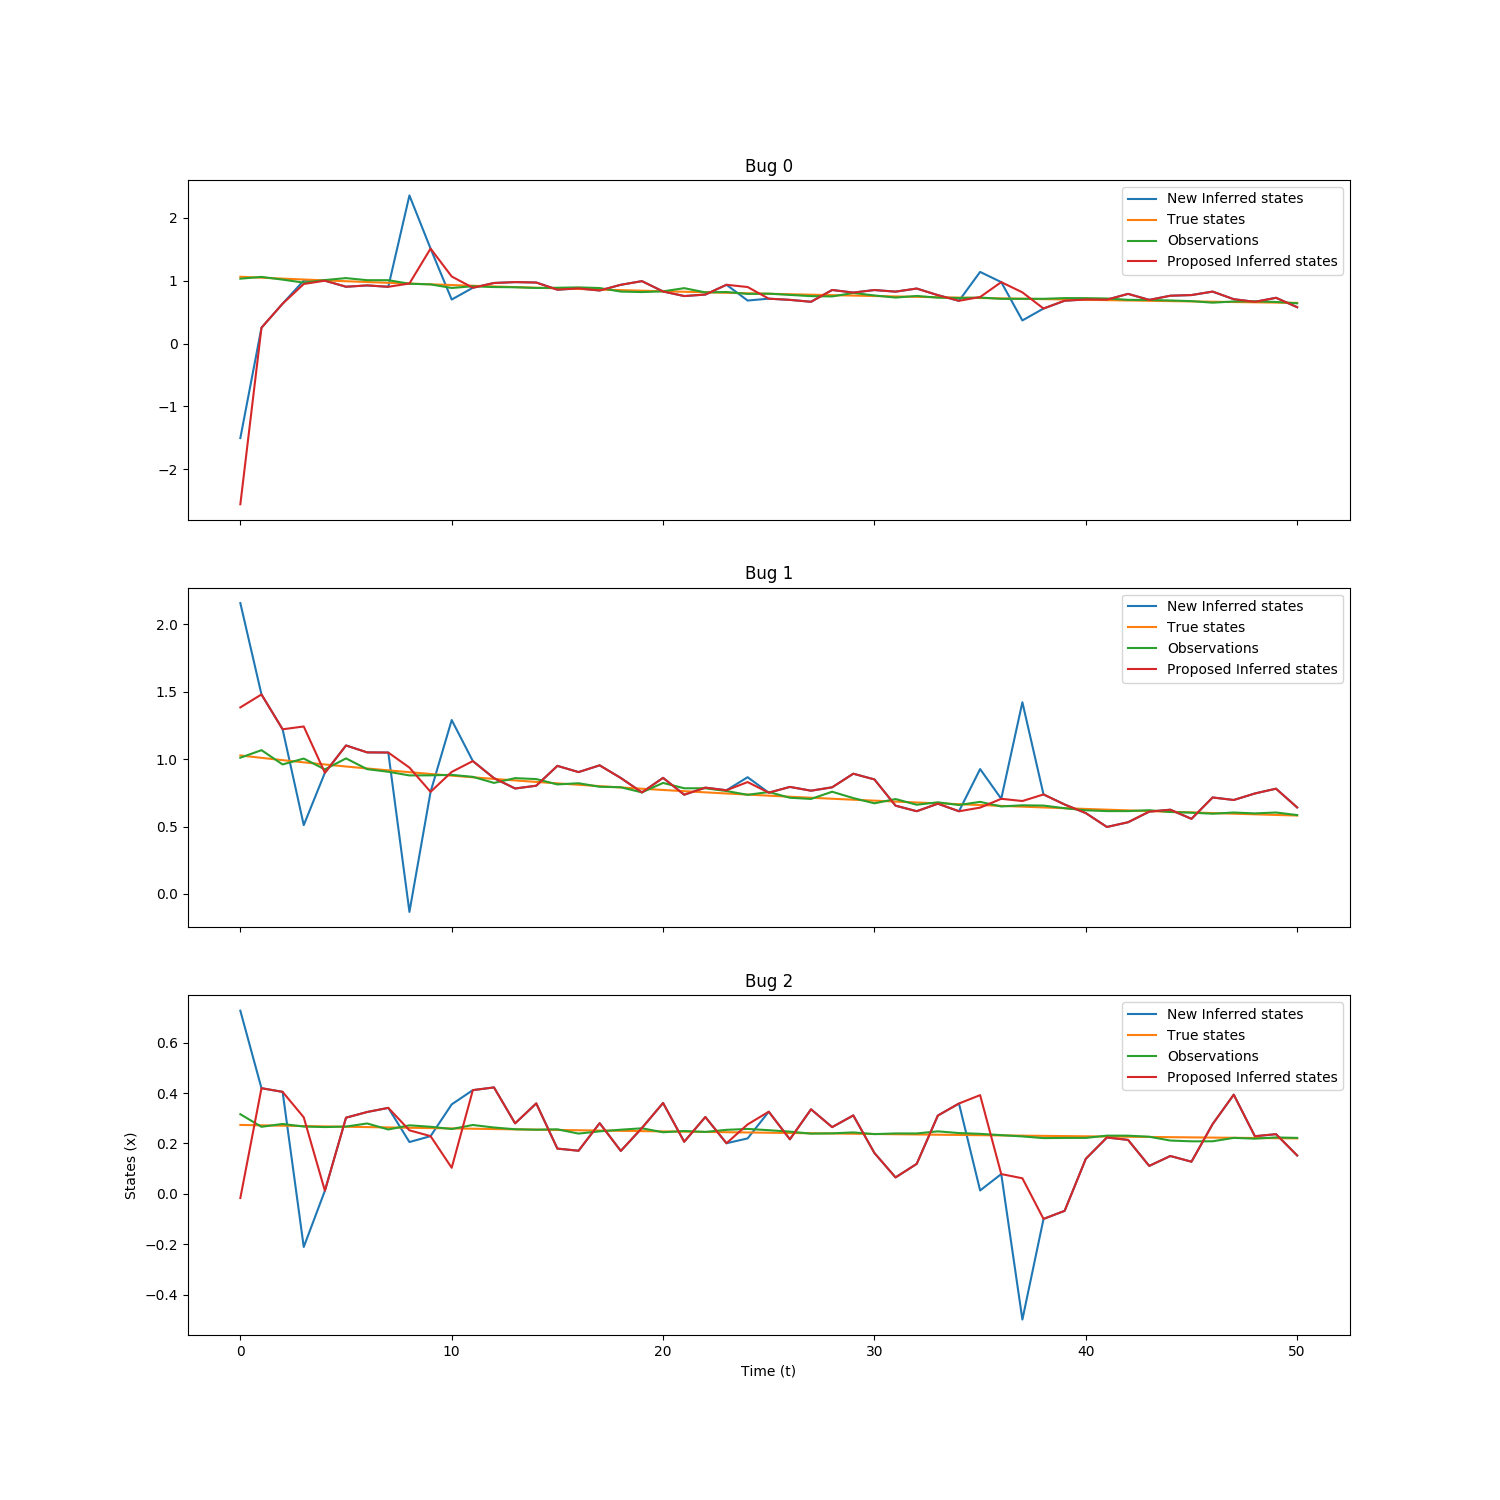 Bug 0
New Inferred states
True states
Observations
Proposed Inferred states
2
1
0
−1
−2
Bug 1
New Inferred states
True states
Observations
Proposed Inferred states
2.0
1.5
1.0
0.5
0.0
Bug 2
New Inferred states
True states
Observations
Proposed Inferred states
0.6
0.4
0.2
0.0
−0.2
−0.4
States (x)
0 10 20 30 40 50
Time (t)